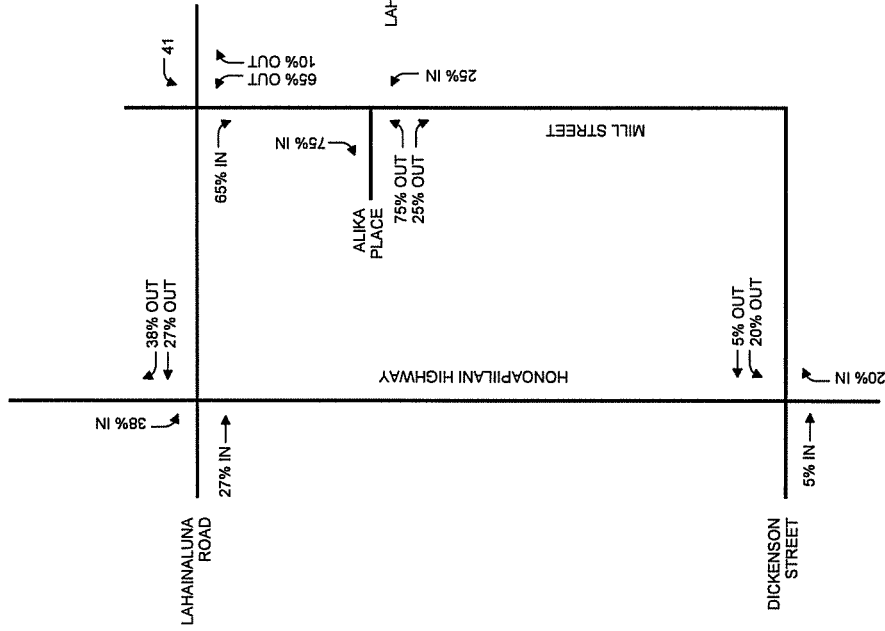 LAH
41
10% OUT
65% OUT
65% IN
75% IN
25% IN
ALIKA
PLACE
75% OUT
25% OUT
MILL STREET
38% OUT
27% OUT
38% IN
27% IN
LAHAINALUNA
ROAD
HONOAPIILANI HIGHWAY
5% OUT
20% OUT
20% IN
5% IN
DICKENSON
STREET